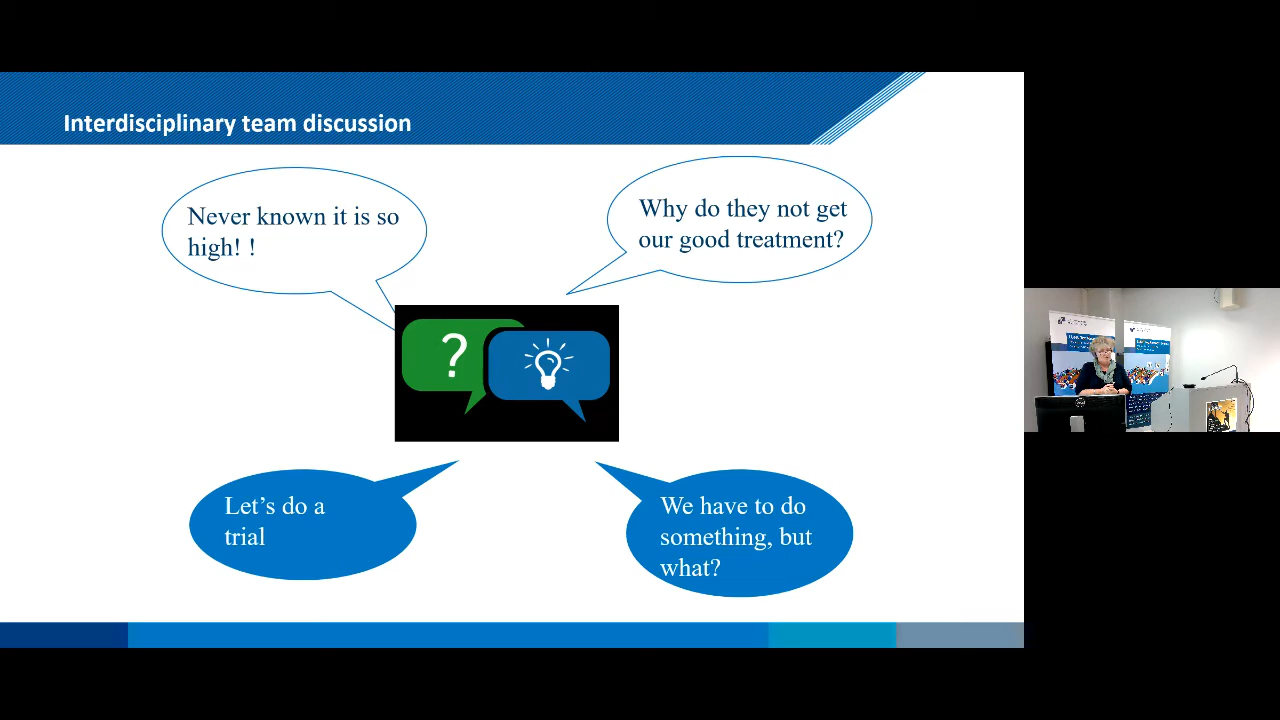 Interdisciplinary team discussion
Never known it is so
high! !
Why do they not get
our good treatment?
?
Let's do a
trial
We have to do
something, but
what?